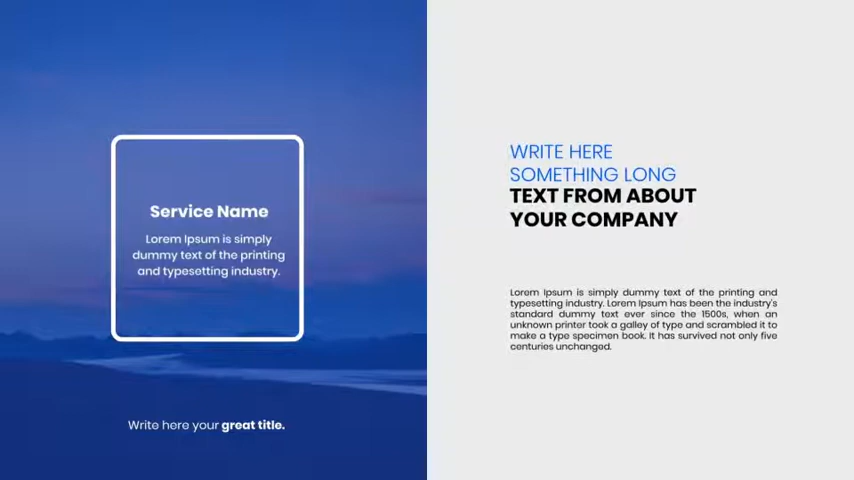 Service Name
Lorem Ipsum is simply
dummy text of the printing
and typesetting industry.
Write here your great title.
WRITE HERE
SOMETHING LONG
TEXT FROM ABOUT
YOUR COMPANY
Lorem Ipsum is simply dummy text of the printing and
typesetting industry. Lorem Ipsum has been the industry's
standard dummy text ever since the 1500s, when an
unknown printer took a galley of type and scrambled it to
make a type specimen book. It has survived not only five
centuries unchanged.